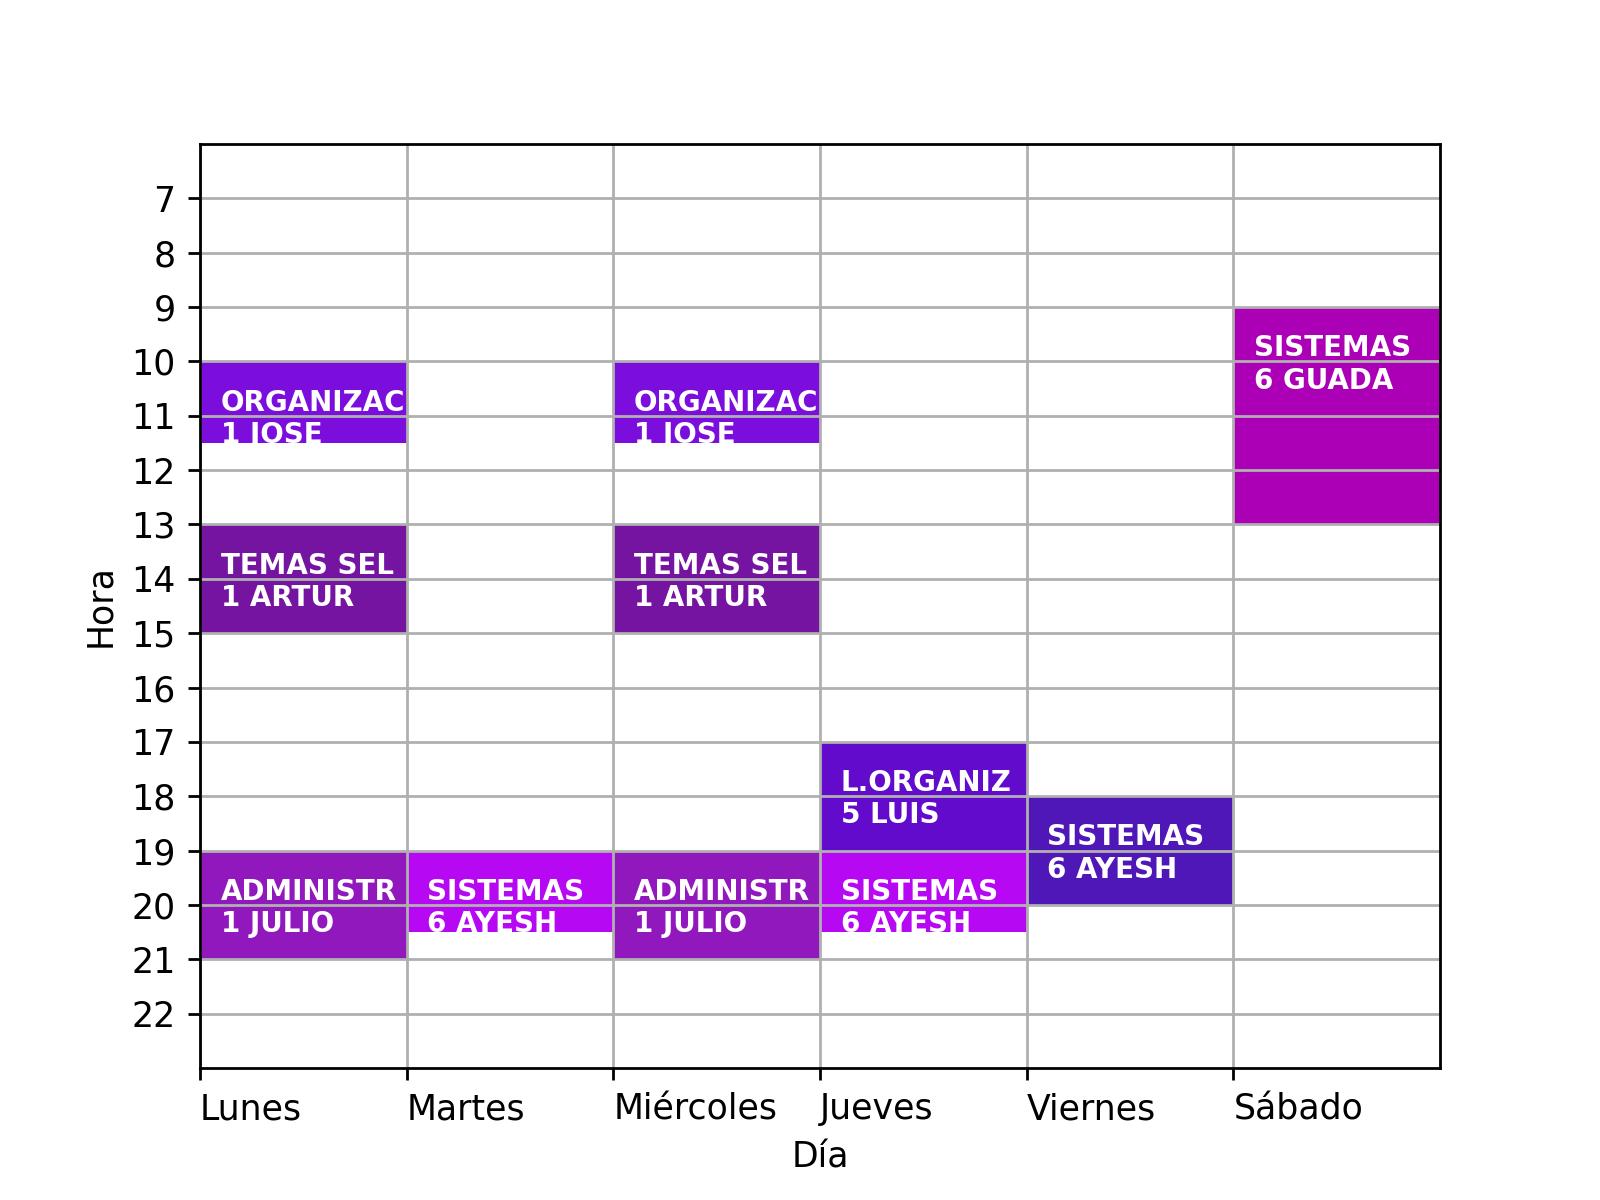 7
8
9
10
11
12
13
14
15
16
17
18
19
20
21
22
Hora
ORGANIZAC
1 JOSE
ORGANIZAC
1 JOSE
SISTEMAS
6 GUADA
TEMAS SEL
1 ARTUR
TEMAS SEL
1 ARTUR
L.ORGANIZ
5 LUIS
SISTEMAS
6 AYESH
ADMINISTR
1 JULIO
SISTEMAS
6 AYESH
ADMINISTR
1 JULIO
SISTEMAS
6 AYESH
Lunes Martes Miércoles Jueves Viernes Sábado
Día